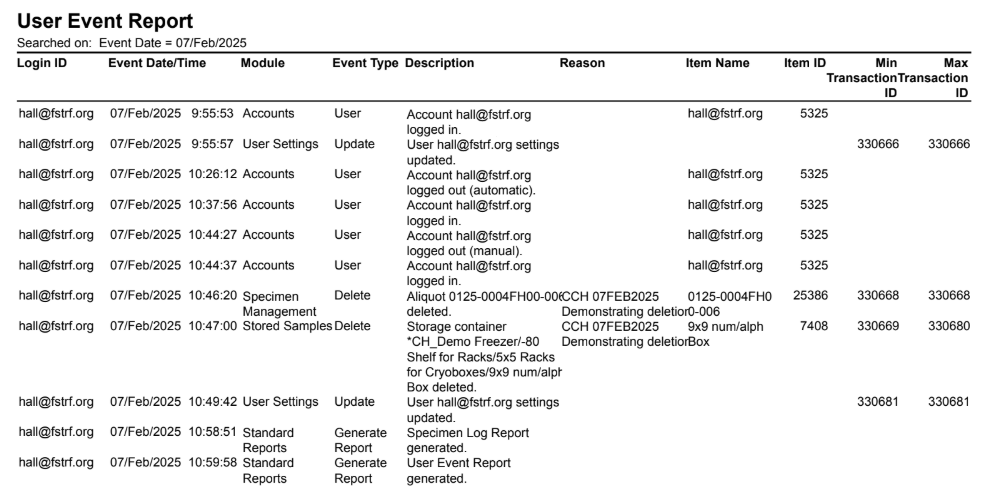 User Event Report
Searched on: Event Date = 07/Feb/2025
Login ID Event Date/Time Module Event Type Description Reason Item Name Item ID Min Max
TransactionTransaction
ID ID
hall@fstrf.org 07/Feb/2025 9:55:53 Accounts User Account hall@fstrf.org hall@fstrf.org 5325
logged in.
hall@fstrf.org 07/Feb/2025 9:55:57 User Settings Update User hall@fstrf.org settings 330666 330666
updated.
hall@fstrf.org 07/Feb/2025 10:26:12 Accounts User Account hall@fstrf.org hall@fstrf.org 5325
logged out (automatic).
hall@fstrf.org 07/Feb/2025 10:37:56 Accounts User Account hall@fstrf.org hall@fstrf.org 5325
logged in.
hall@fstrf.org 07/Feb/2025 10:44:27 Accounts User Account hall@fstrf.org hall@fstrf.org 5325
logged out (manual).
hall@fstrf.org 07/Feb/2025 10:44:37 Accounts User Account hall@fstrf.org hall@fstrf.org 5325
logged in.
hall@fstrf.org 07/Feb/2025 10:46:20 Specimen Delete Aliquot 0125-0004FH00-006 CCH 07FEB2025 0125-0004FH0 25386 330668 330668
Management deleted. Demonstrating deletion 0-006
hall@fstrf.org 07/Feb/2025 10:47:00 Stored Samples Delete Storage container CCH 07FEB2025 9x9 num/alph 7408 330669 330680
*CH_Demo Freezer/-80 Demonstrating deletion Box
Shelf for Racks/5x5 Racks
for Cryoboxes/9x9 num/alph
Box deleted.
hall@fstrf.org 07/Feb/2025 10:49:42 User Settings Update User hall@fstrf.org settings 330681 330681
updated.
hall@fstrf.org 07/Feb/2025 10:58:51 Standard Generate Specimen Log Report
Reports Report generated.
hall@fstrf.org 07/Feb/2025 10:59:58 Standard Generate User Event Report
Reports Report generated.